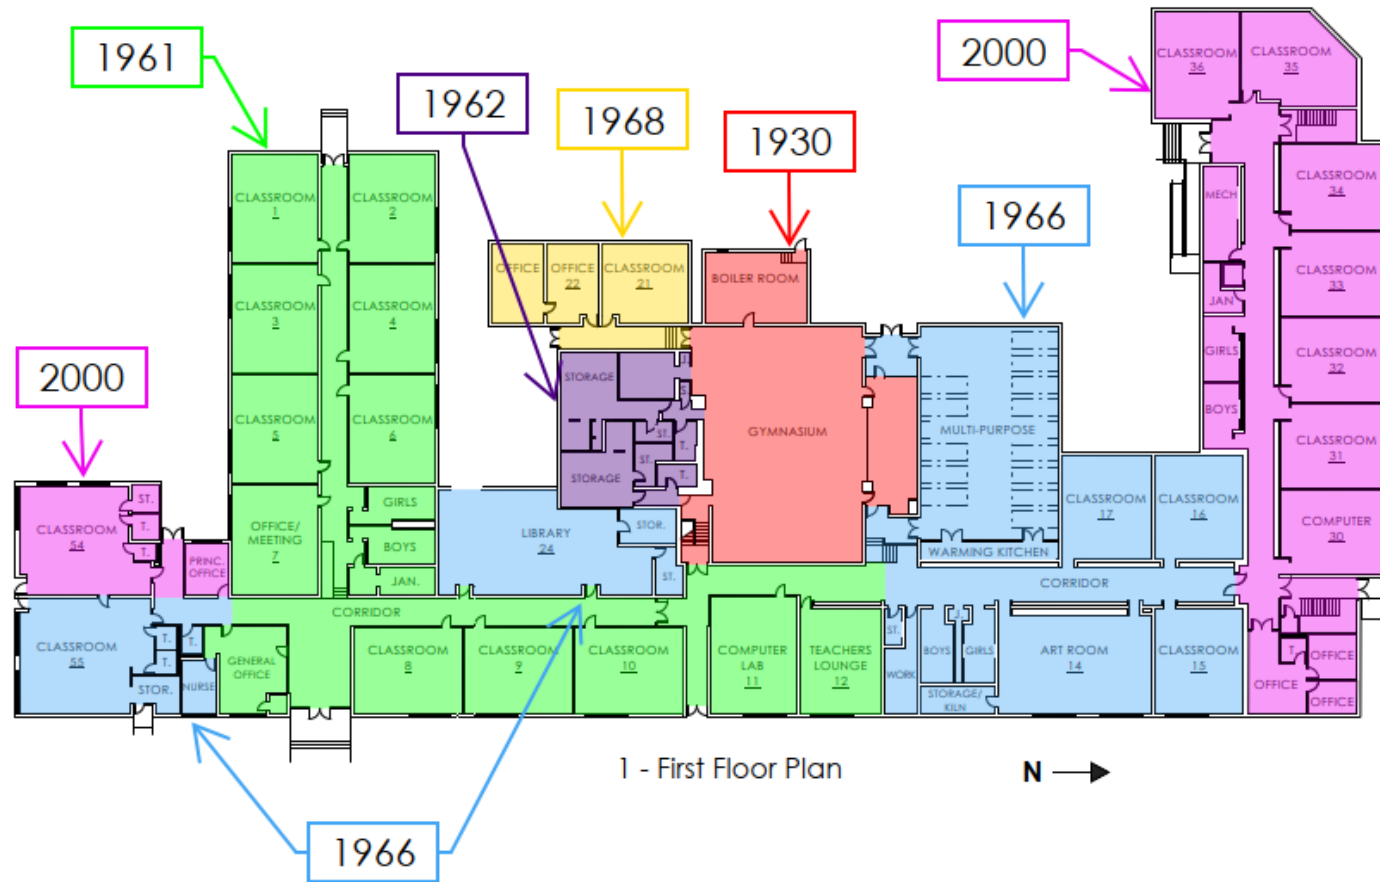 1961
1962
1968
1930
2000
1966
2000
1966
CLASSROOM
36
CLASSROOM
35
CLASSROOM
1
CLASSROOM
2
CLASSROOM
34
MECH
OFFICE
OFFICE
22
CLASSROOM
21
BOILER ROOM
CLASSROOM
3
CLASSROOM
4
CLASSROOM
33
JAN
STORAGE
J.
S.
GIRLS
CLASSROOM
32
CLASSROOM
5
CLASSROOM
6
BOYS
ST.
T.
ST.
T.
STORAGE
GYMNASIUM
MULTI-PURPOSE
CLASSROOM
31
CLASSROOM
54
ST.
T.
T.
PRINC.
OFFICE
OFFICE/
MEETING
7
GIRLS
BOYS
JAN.
LIBRARY
24
STOR.
ST.
WARMING KITCHEN
CLASSROOM
17
CLASSROOM
16
COMPUTER
30
CORRIDOR
CORRIDOR
CLASSROOM
55
T.
T.
T.
STOR.
NURSE
GENERAL
OFFICE
CLASSROOM
8
CLASSROOM
9
CLASSROOM
10
COMPUTER
LAB
11
TEACHERS
LOUNGE
12
ST.
WORK
BOYS
J.
GIRLS
STORAGE/
KILN
ART ROOM
14
CLASSROOM
15
OFFICE
T.
OFFICE
OFFICE
1 - First Floor Plan
N